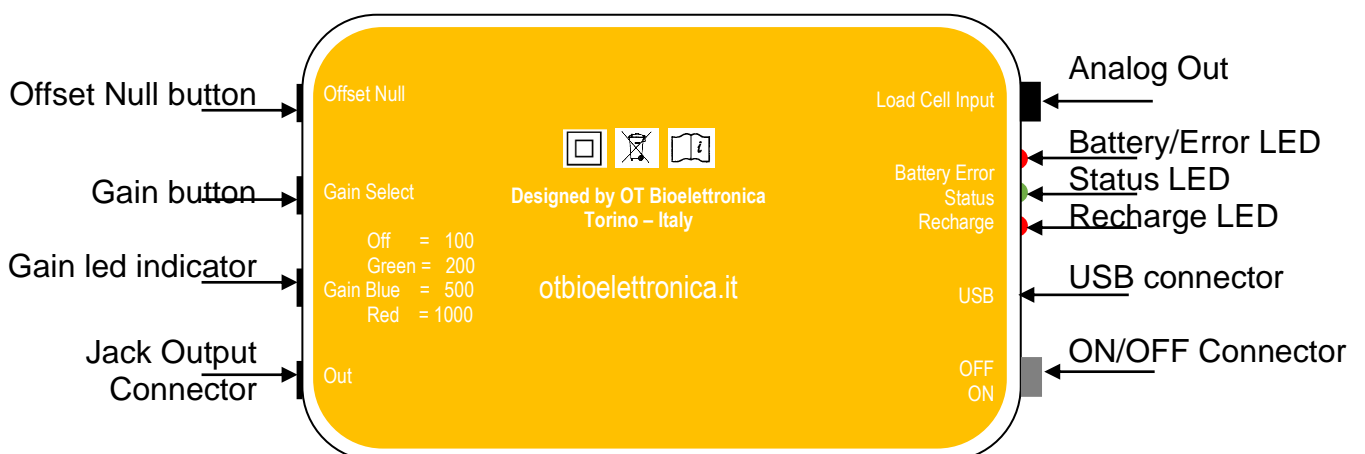 Offset Null button
Gain button
Gain led indicator
Jack Output
Connector
Offset Null
Gain Select
Off = 100
Green = 200
Gain Blue = 500
Red = 1000
Out
i
Designed by OT Bioelettronica
Torino – Italy
otbioelettronica.it
Load Cell Input
Battery Error
Status
Recharge
USB
OFF
ON
Analog Out
Battery/Error LED
Status LED
Recharge LED
USB connector
ON/OFF Connector